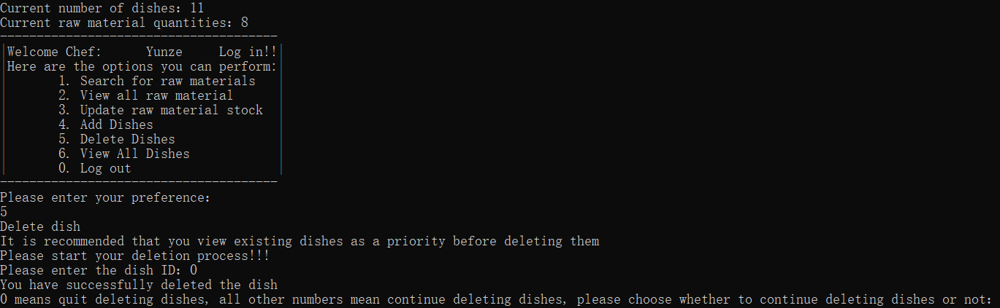 Current number of dishes: 11
Current raw material quantities: 8
--------------------------------------
|Welcome Chef:      Yunze     Log in!!|
|Here are the options you can perform:|
|       1. Search for raw materials   |
|       2. View all raw material      |
|       3. Update raw material stock  |
|       4. Add Dishes                 |
|       5. Delete Dishes              |
|       6. View All Dishes            |
|       0. Log out                    |
--------------------------------------
Please enter your preference:
5
Delete dish
It is recommended that you view existing dishes as a priority before deleting them
Please start your deletion process!!!
Please enter the dish ID: 0
You have successfully deleted the dish
0 means quit deleting dishes, all other numbers mean continue deleting dishes, please choose whether to continue deleting dishes or not: